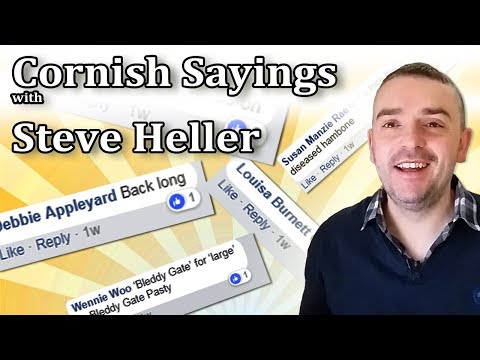 Cornish Sayings
with
Steve Heller
Susan Manzie
diseased hambone
Like · Reply · 1w
Debbie Appleyard Back long
1
Like · Reply · 1w
Louisa Burnett
Like · Reply · 1w
Wennie Woo 'Bleddy Gate' for 'large'
Bleddy Gate Pasty
1